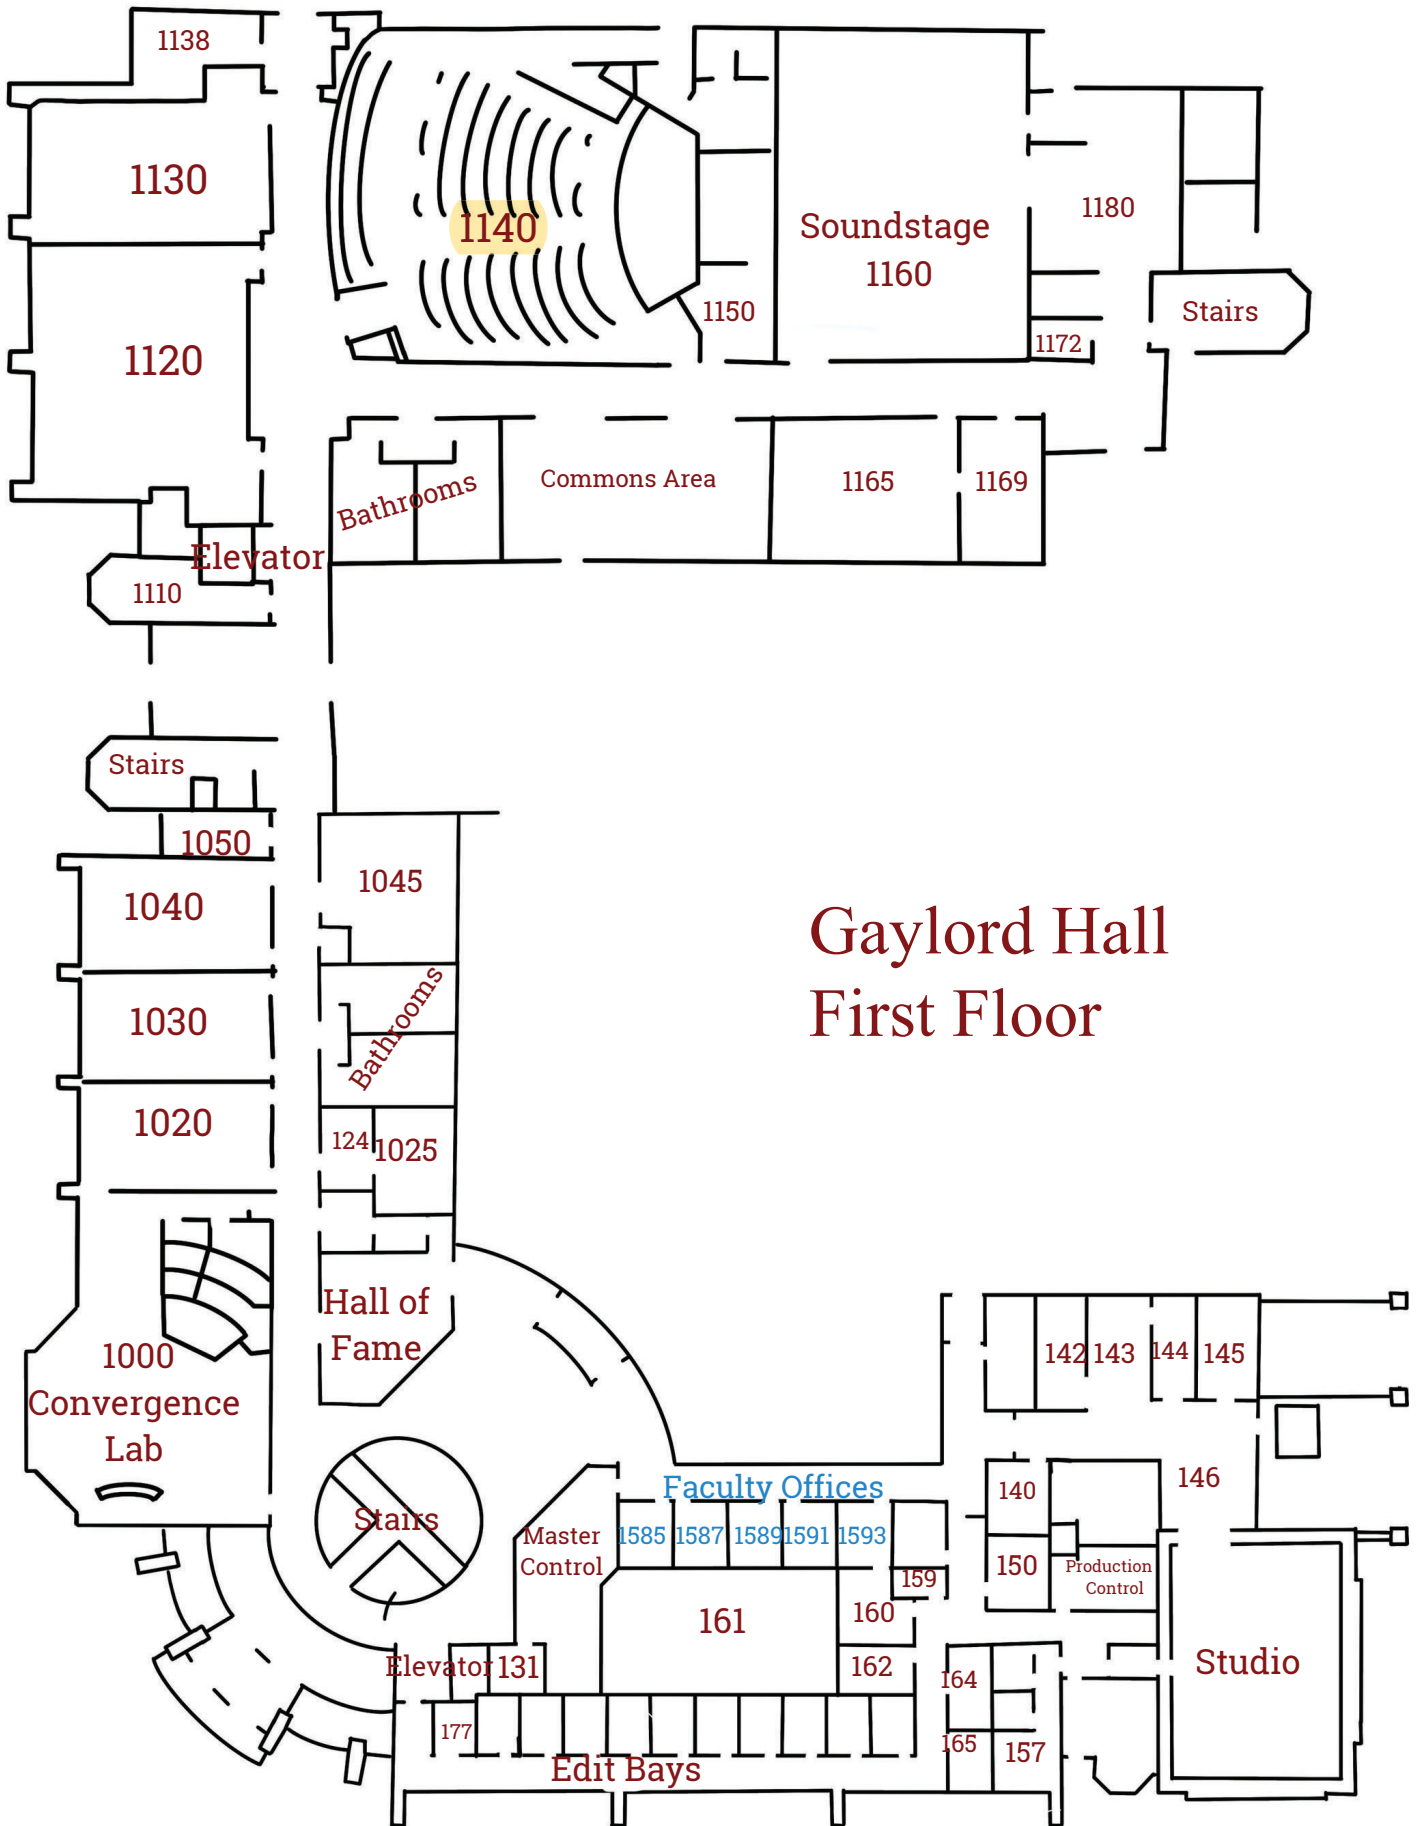 1138
1130
1140
Soundstage
1160
1180
1150
Stairs
1172
1120
Bathrooms
Commons Area
1165
1169
Elevator
1110
Stairs
1050
1045
1040
Gaylord Hall
First Floor
Bathrooms
1030
1020
124
1025
Hall of
Fame
1000
Convergence
Lab
142
143
144
145
Stairs
Faculty Offices
146
140
Master
Control
1585
1587
1589
1591
1593
150
Production
Control
159
160
161
Elevator
131
162
164
Studio
177
165
157
Edit Bays